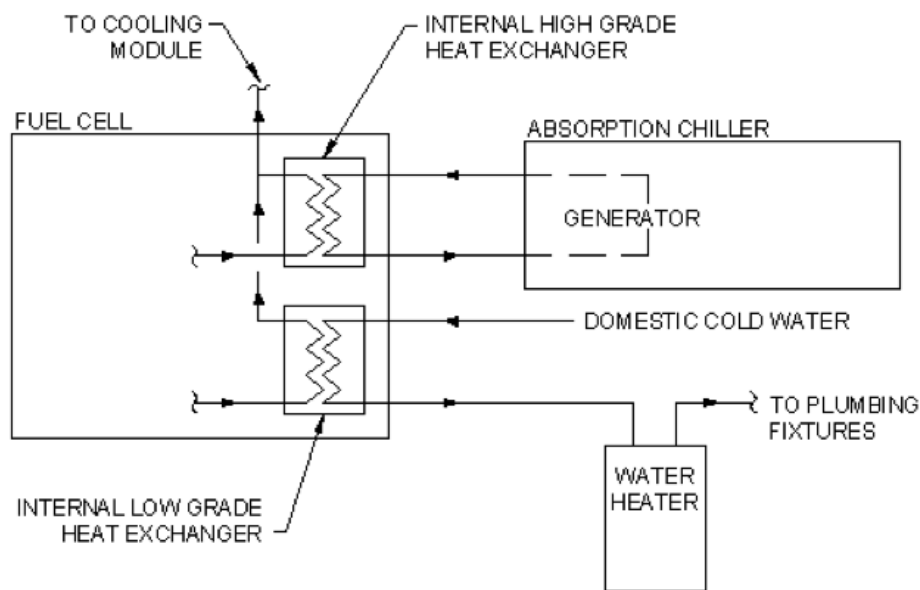 TO COOLING
MODULE
INTERNAL HIGH GRADE
HEAT EXCHANGER
FUEL CELL
ABSORPTION CHILLER
GENERATOR
DOMESTIC COLD WATER
TO PLUMBING
FIXTURES
WATER
HEATER
INTERNAL LOW GRADE
HEAT EXCHANGER